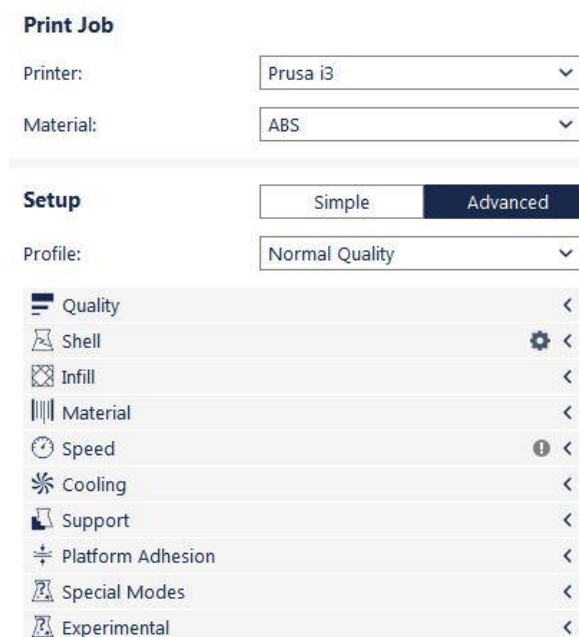 Print Job
Printer: Prusa i3
Material: ABS
Setup Simple Advanced
Profile: Normal Quality
Quality
Shell
Infill
Material
Speed
Cooling
Support
Platform Adhesion
Special Modes
Experimental